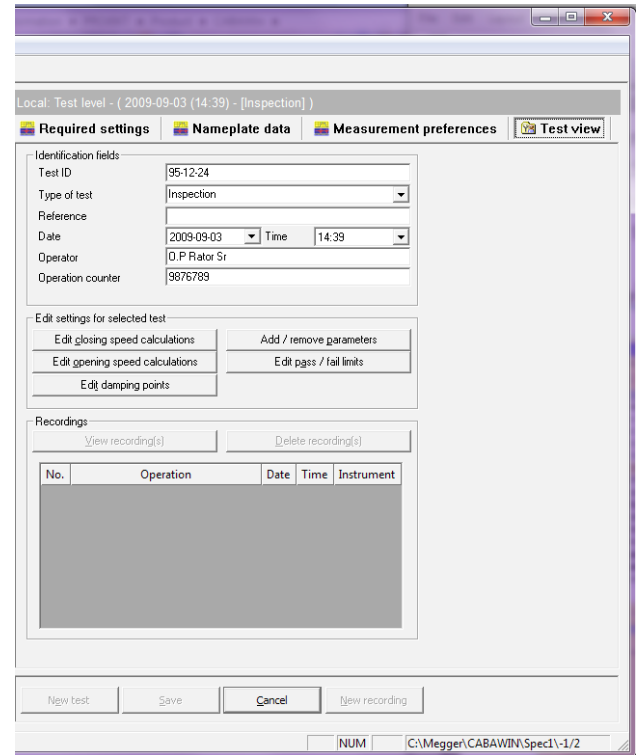 Local: Test level - ( 2009-09-03 (14:39) - [Inspection] )
Required settings Nameplate data Measurement preferences Test view
Identification fields
Test ID 95-12-24
Type of test Inspection
Reference
Date 2009-09-03 Time 14:39
Operator O.P Rator Sr
Operation counter 9876789
Edit settings for selected test
Edit closing speed calculations Add / remove parameters
Edit opening speed calculations Edit pass / fail limits
Edit damping points
Recordings
View recording(s) Delete recording(s)
No. Operation Date Time Instrument
New test Save Cancel New recording
NUM C:\Megger\CABAWIN\Spec1\-1/2